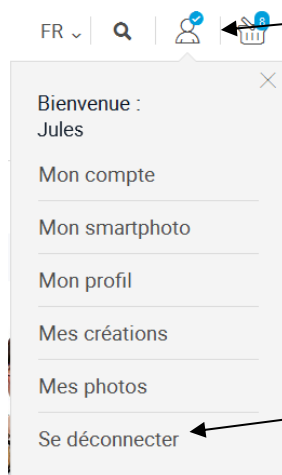 FR
8
Bienvenue :
Jules
Mon compte
Mon smartphoto
Mon profil
Mes créations
Mes photos
Se déconnecter